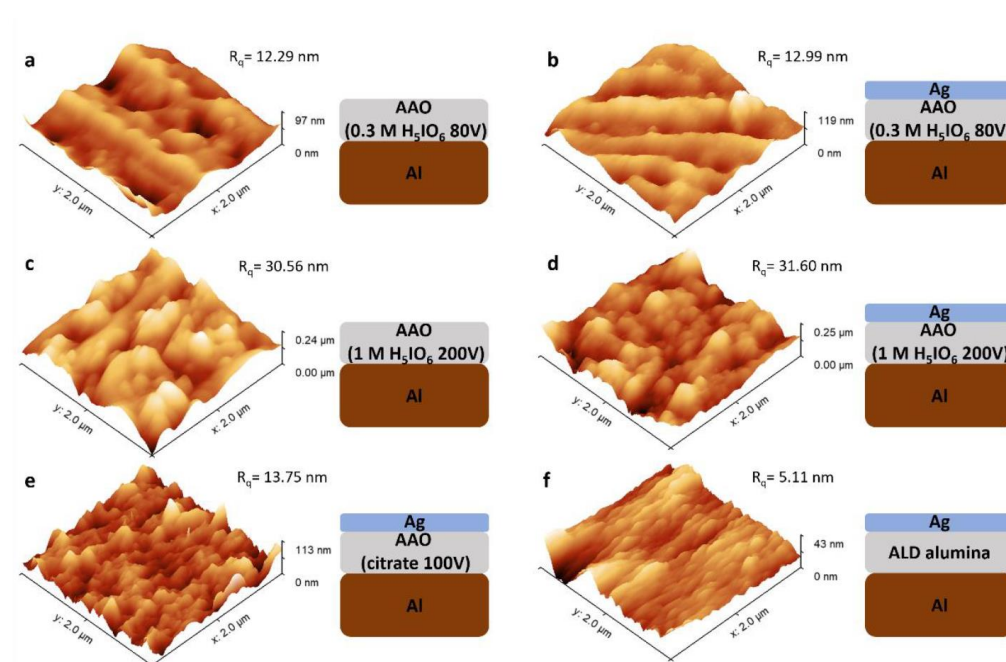 a
R_q= 12.29 nm
97 nm
0 nm
y: 2.0 µm
x: 2.0 µm
AAO
(0.3 M H₅IO₆ 80V)
Al
b
R_q= 12.99 nm
119 nm
0 nm
y: 2.0 µm
x: 2.0 µm
Ag
AAO
(0.3 M H₅IO₆ 80V)
Al
c
R_q= 30.56 nm
0.24 µm
0.00 µm
y: 2.0 µm
x: 2.0 µm
AAO
(1 M H₅IO₆ 200V)
Al
d
R_q= 31.60 nm
0.25 µm
0.00 µm
y: 2.0 µm
x: 2.0 µm
Ag
AAO
(1 M H₅IO₆ 200V)
Al
e
R_q= 13.75 nm
113 nm
0 nm
y: 2.0 µm
x: 2.0 µm
Ag
AAO
(citrate 100V)
Al
f
R_q= 5.11 nm
43 nm
0 nm
y: 2.0 µm
x: 2.0 µm
Ag
ALD alumina
Al